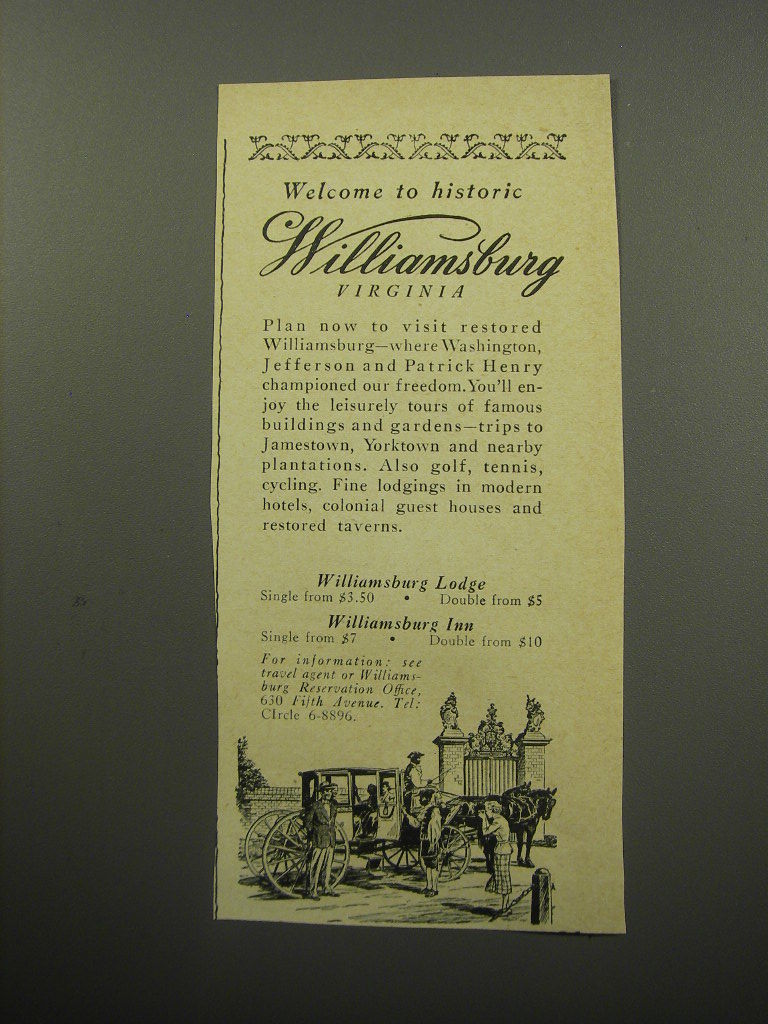 Welcome to historic
Williamsburg
VIRGINIA
Plan now to visit restored
Williamsburg—where Washington,
Jefferson and Patrick Henry
championed our freedom. You'll en-
joy the leisurely tours of famous
buildings and gardens—trips to
Jamestown, Yorktown and nearby
plantations. Also golf, tennis,
cycling. Fine lodgings in modern
hotels, colonial guest houses and
restored taverns.
Williamsburg Lodge
Single from $3.50 • Double from $5
Williamsburg Inn
Single from $7 • Double from $10
For information: see
travel agent or Williams-
burg Reservation Office,
630 Fifth Avenue. Tel:
CIrcle 6-8896.